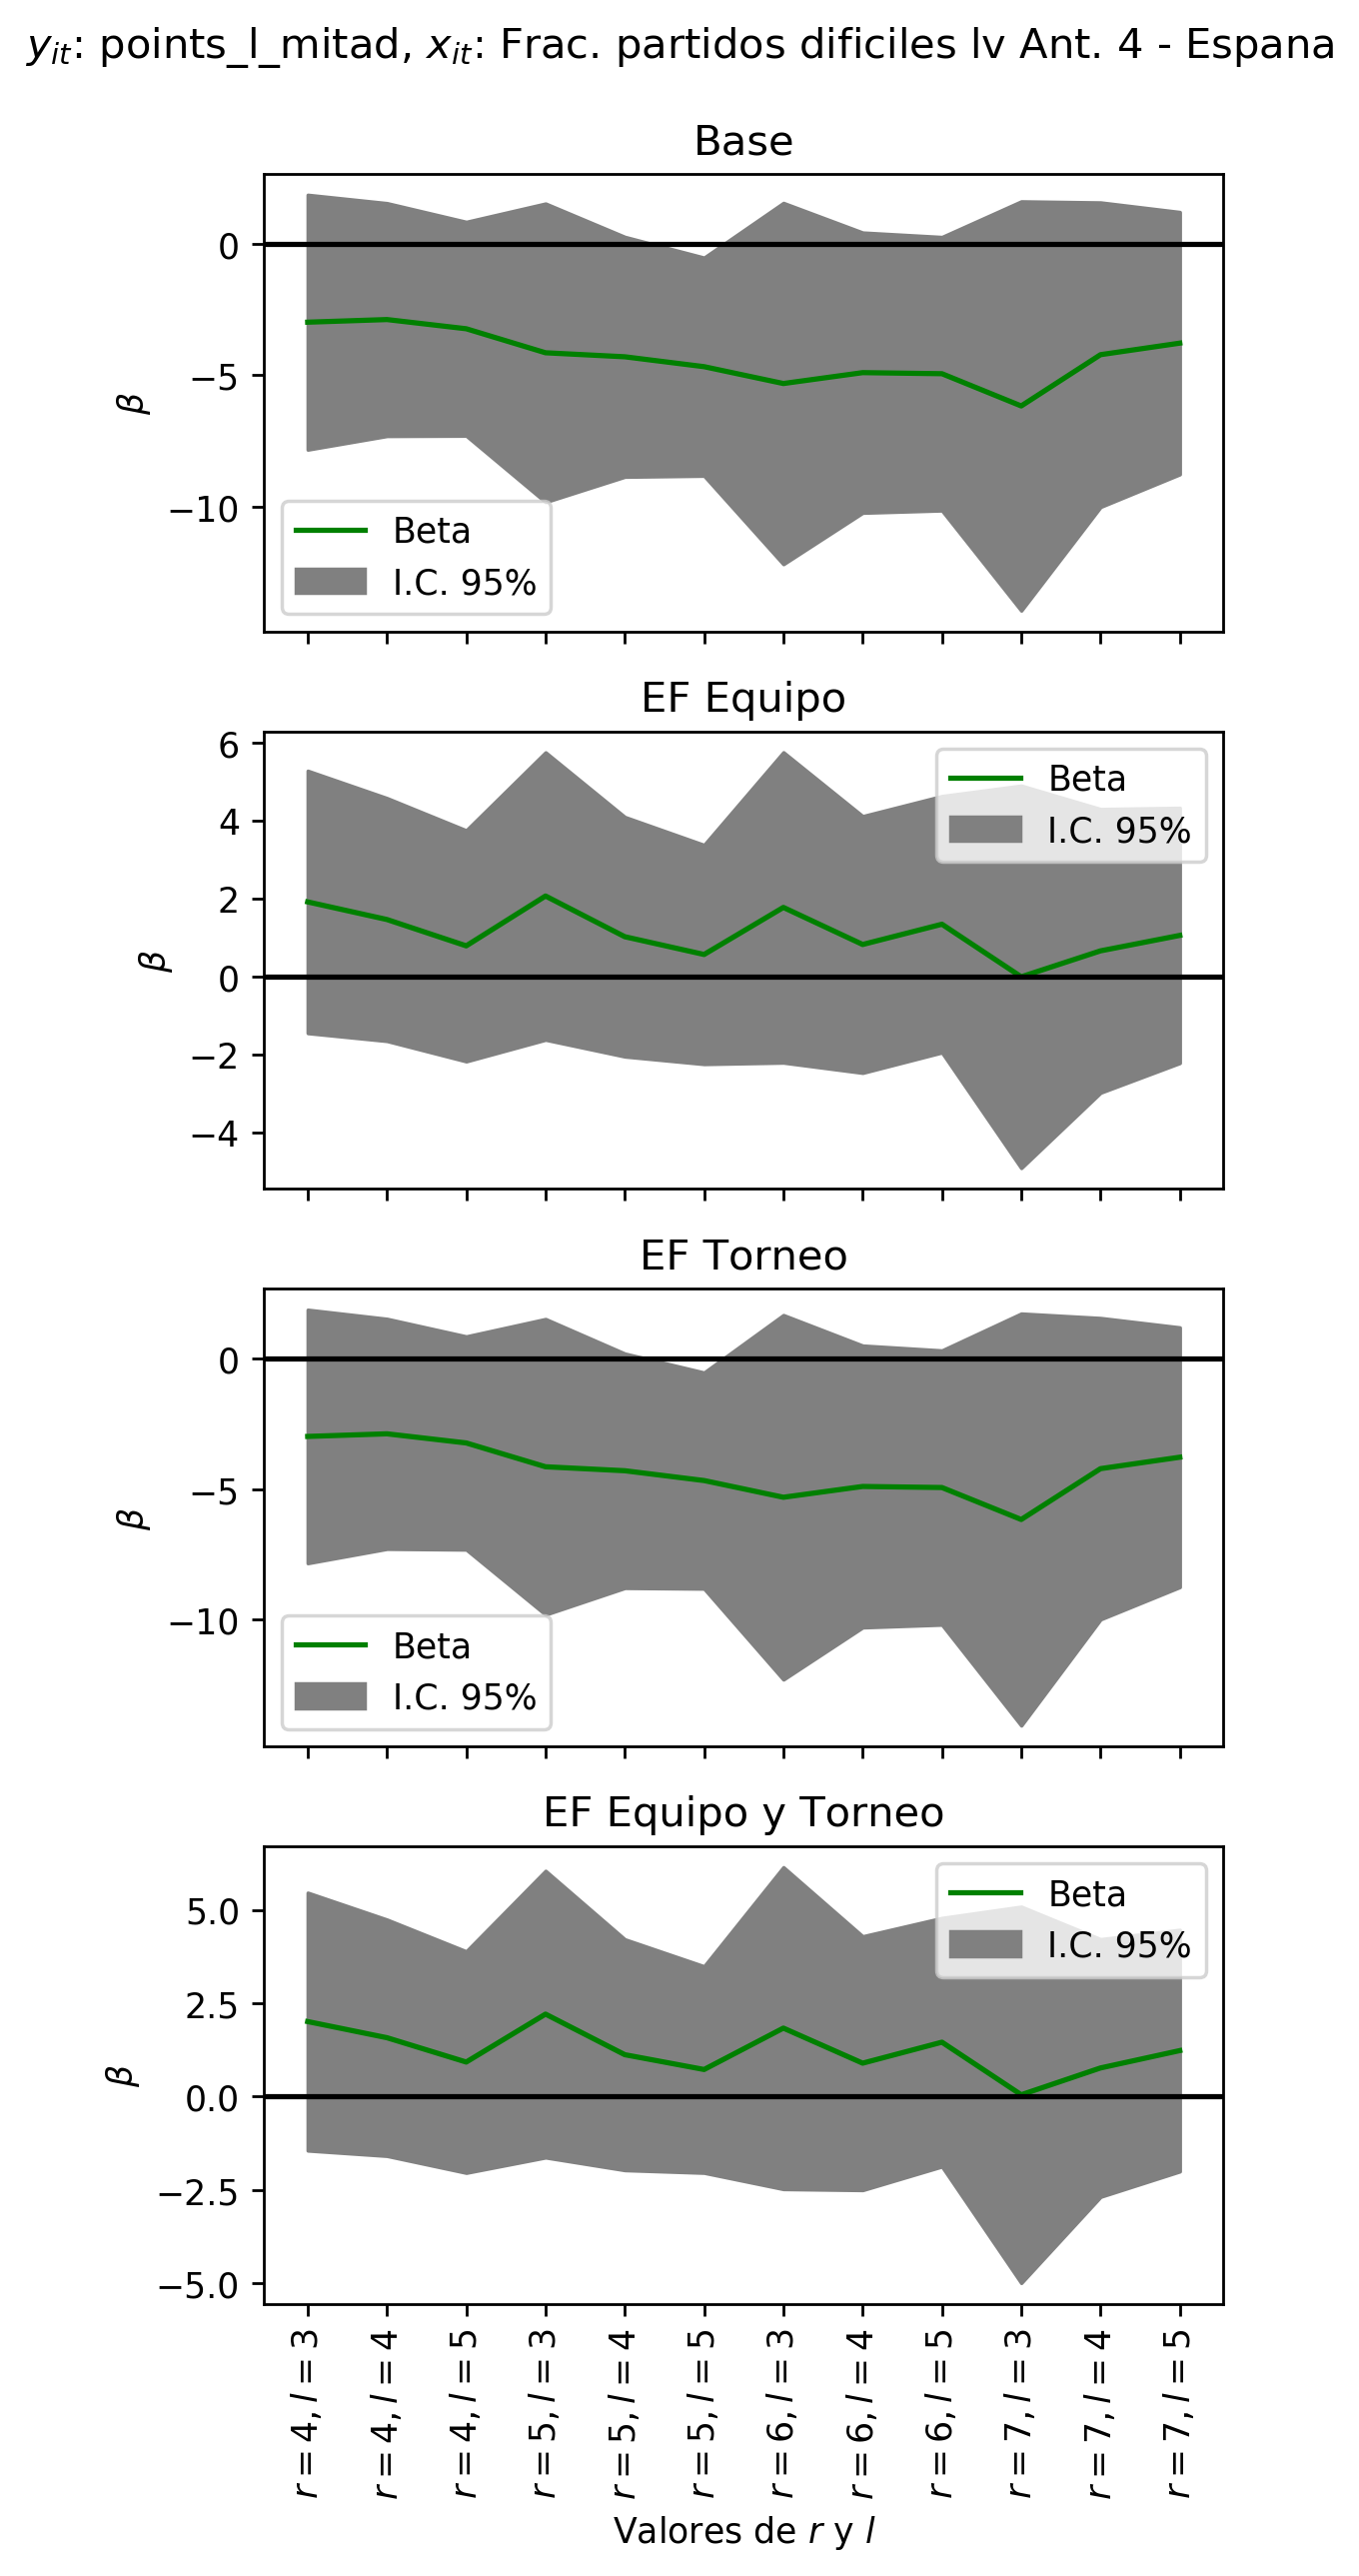 y_it: points_l_mitad, x_it: Frac. partidos dificiles lv Ant. 4 - Espana
Base
0
−5
−10
β
Beta
I.C. 95%
EF Equipo
6
4
2
0
−2
−4
β
Beta
I.C. 95%
EF Torneo
0
−5
−10
β
Beta
I.C. 95%
EF Equipo y Torneo
5.0
2.5
0.0
−2.5
−5.0
β
Beta
I.C. 95%
r = 4, l = 3
r = 4, l = 4
r = 4, l = 5
r = 5, l = 3
r = 5, l = 4
r = 5, l = 5
r = 6, l = 3
r = 6, l = 4
r = 6, l = 5
r = 7, l = 3
r = 7, l = 4
r = 7, l = 5
Valores de r y l